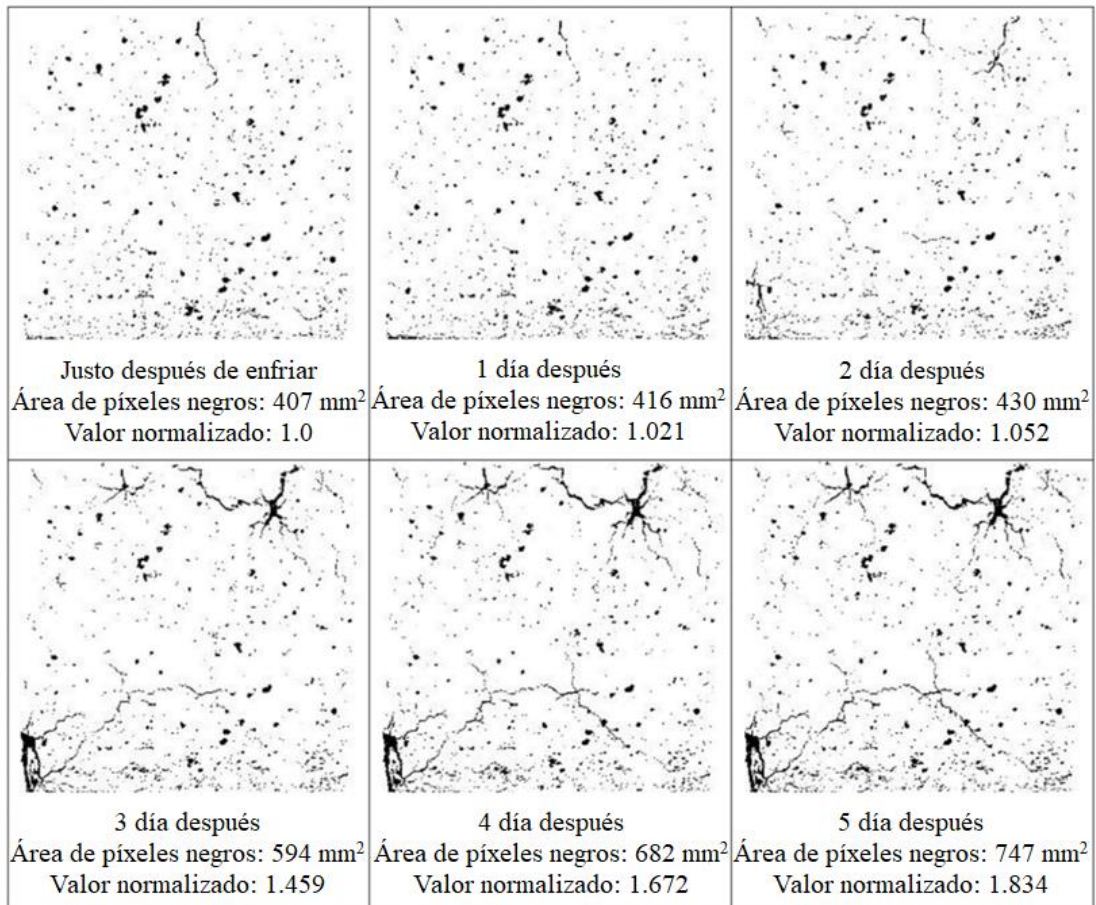 Justo después de enfriar
Área de píxeles negros: 407 mm²
Valor normalizado: 1.0
1 día después
Área de píxeles negros: 416 mm²
Valor normalizado: 1.021
2 día después
Área de píxeles negros: 430 mm²
Valor normalizado: 1.052
3 día después
Área de píxeles negros: 594 mm²
Valor normalizado: 1.459
4 día después
Área de píxeles negros: 682 mm²
Valor normalizado: 1.672
5 día después
Área de píxeles negros: 747 mm²
Valor normalizado: 1.834